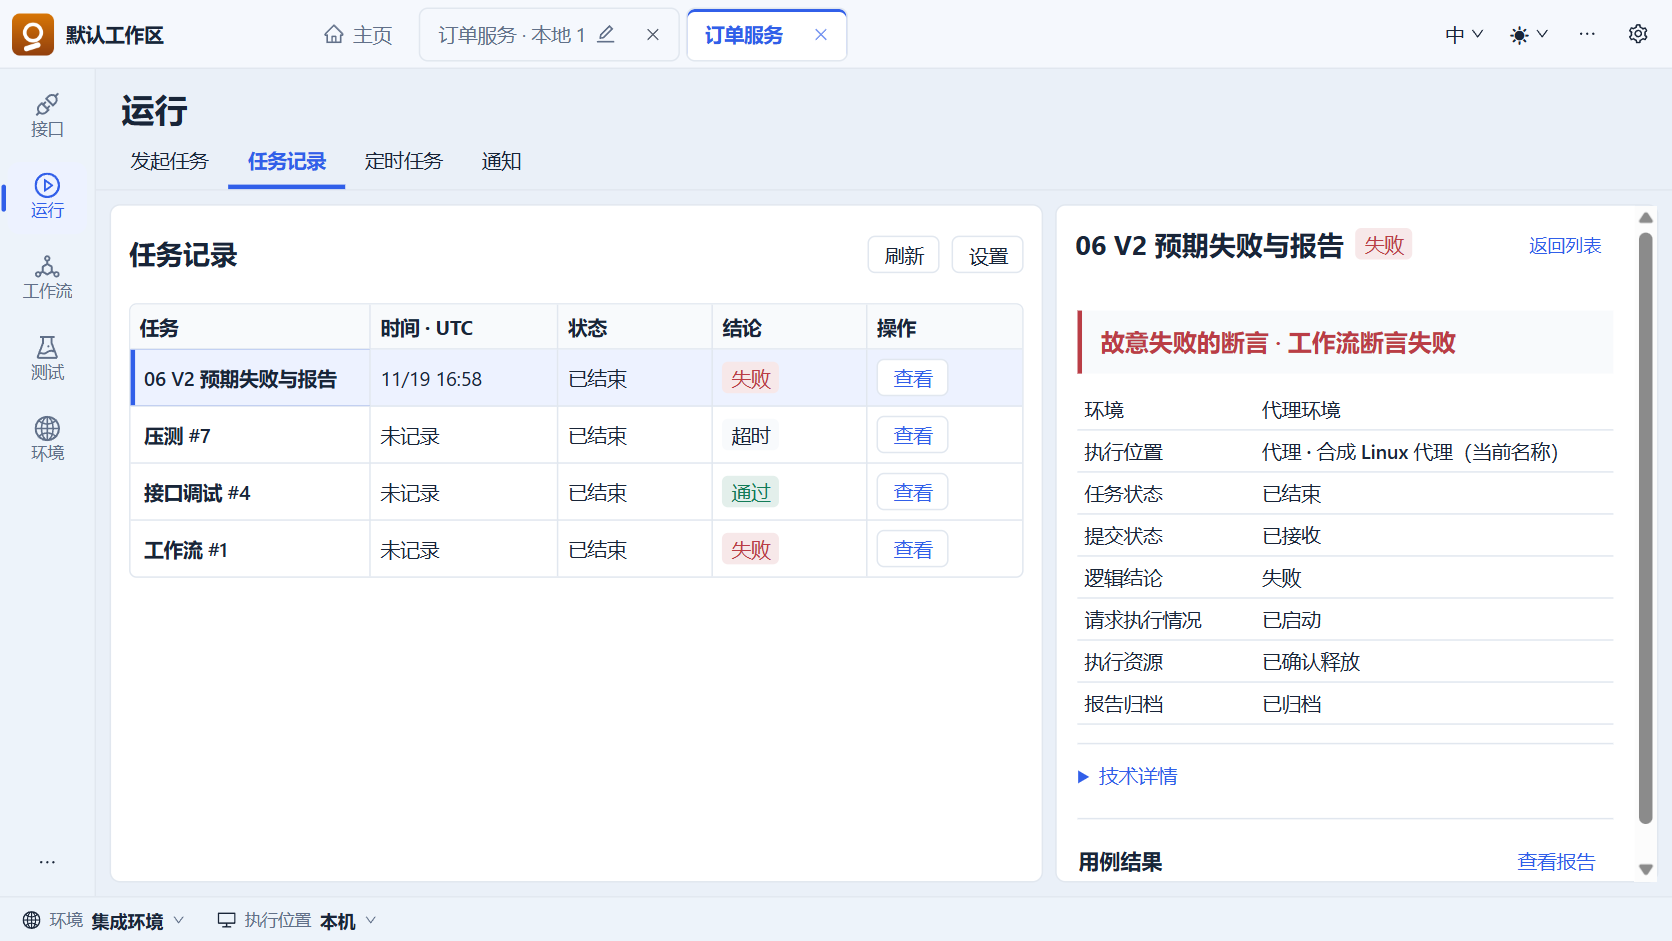 默认工作区
主页
订单服务 · 本地 1
订单服务
中
接口
运行
工作流
测试
环境
运行
发起任务
任务记录
定时任务
通知
任务记录
刷新
设置
任务 时间 · UTC 状态 结论 操作
06 V2 预期失败与报告 11/19 16:58 已结束 失败 查看
压测 #7 未记录 已结束 超时 查看
接口调试 #4 未记录 已结束 通过 查看
工作流 #1 未记录 已结束 失败 查看
06 V2 预期失败与报告 失败 返回列表
故意失败的断言 · 工作流断言失败
环境 代理环境
执行位置 代理 · 合成 Linux 代理（当前名称）
任务状态 已结束
提交状态 已接收
逻辑结论 失败
请求执行情况 已启动
执行资源 已确认释放
报告归档 已归档
技术详情
用例结果 查看报告
环境 集成环境
执行位置 本机